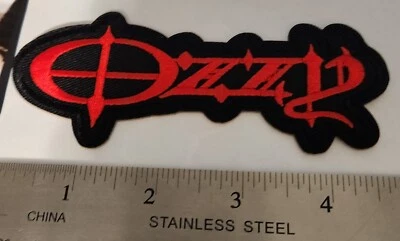 Ozzy
1 2 3 4
CHINA STAINLESS STEEL